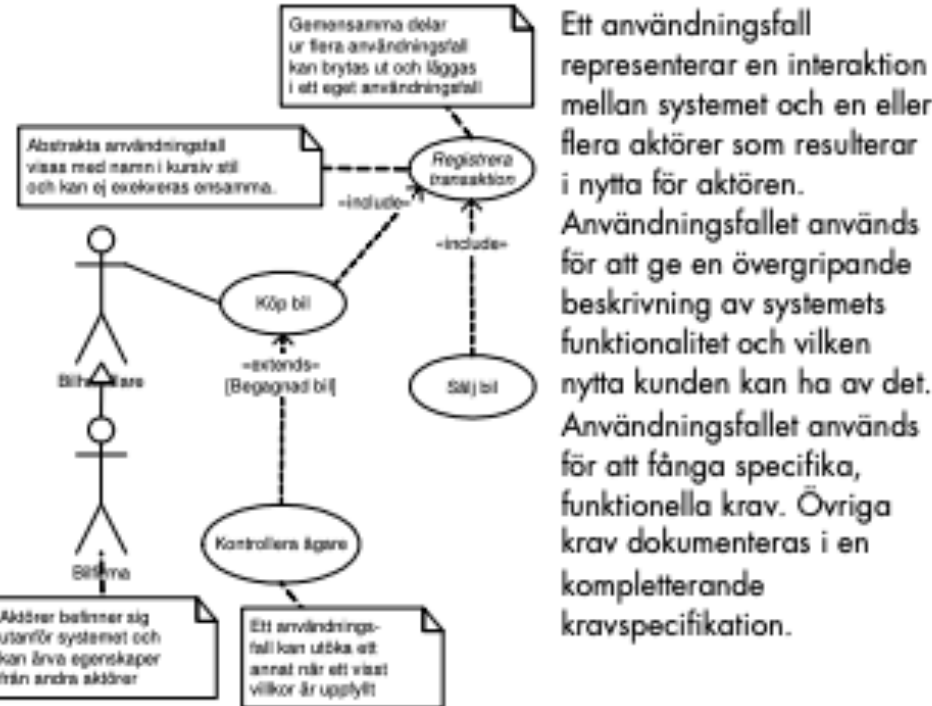 Gemensamma delar
ur flera användningsfall
kan brytas ut och läggas
i ett eget användningsfall
Abstrakta användningsfall
visas med namn i kursiv stil
och kan ej exekveras ensamma.
Registrera
transaktion
«include»
«include»
Köp bil
«extends»
[Begagnad bil]
Sälj bil
Kontrollera ägare
Aktörer befinner sig
utanför systemet och
kan ärva egenskaper
från andra aktörer
Ett användnings-
fall kan utöka ett
annat när ett visst
villkor är uppfyllt
Ett användningsfall
representerar en interaktion
mellan systemet och en eller
flera aktörer som resulterar
i nytta för aktören.
Användningsfallet används
för att ge en övergripande
beskrivning av systemets
funktionalitet och vilken
nytta kunden kan ha av det.
Användningsfallet används
för att fånga specifika,
funktionella krav. Övriga
krav dokumenteras i en
kompletterande
kravspecifikation.